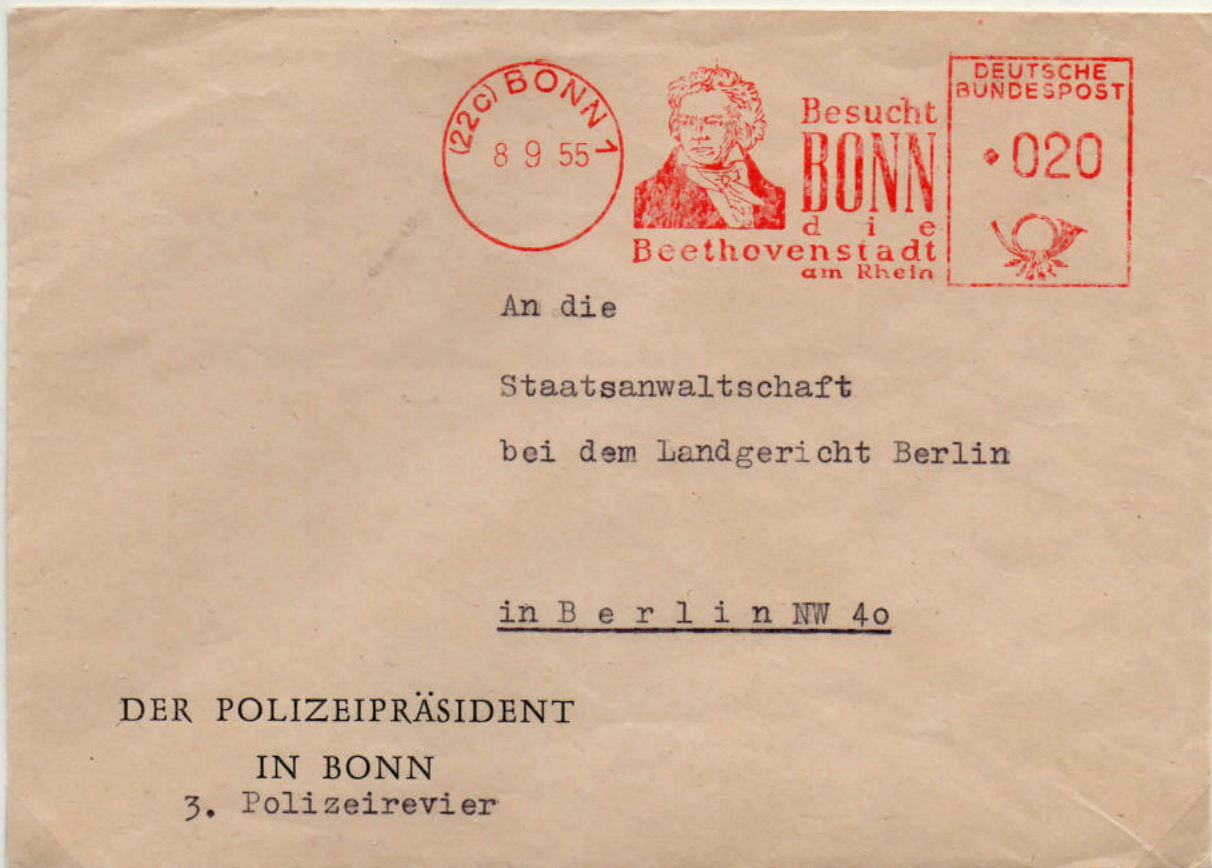 (22c) BONN 1
8 9 55
Besucht
BONN
die
Beethovenstadt
am Rhein
DEUTSCHE
BUNDESPOST
020
An die
Staatsanwaltschaft
bei dem Landgericht Berlin
in B e r l i n NW 4o
DER POLIZEIPRÄSIDENT
IN BONN
3. Polizeirevier